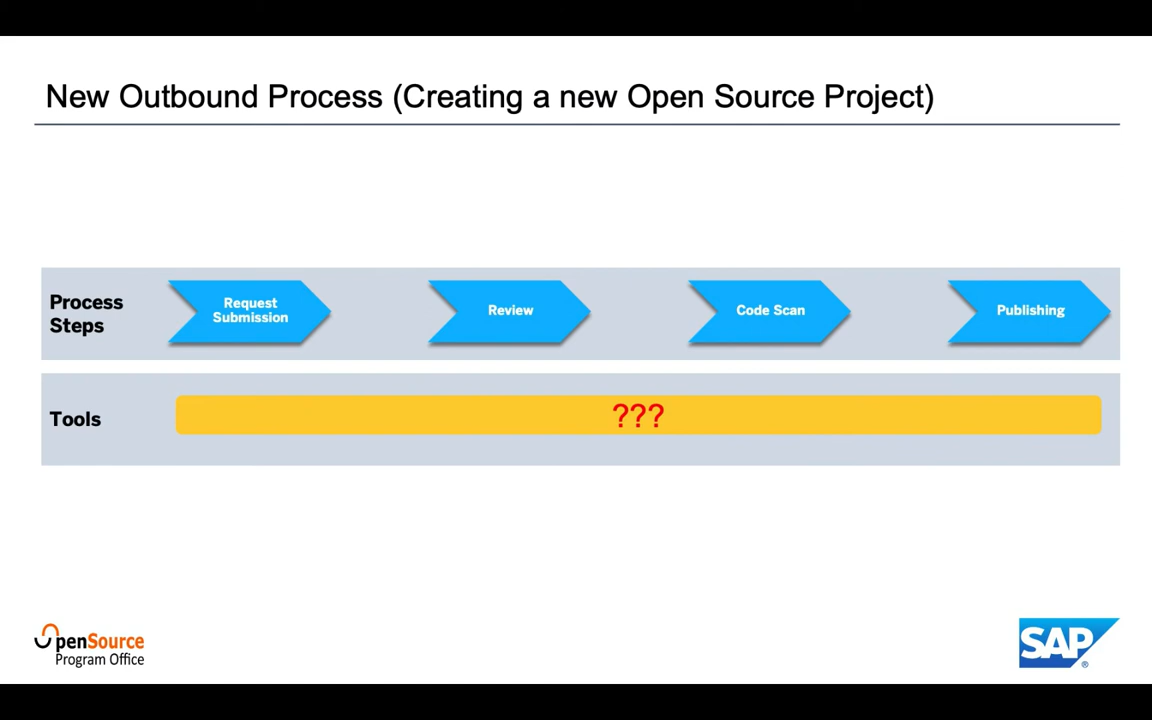 New Outbound Process (Creating a new Open Source Project)
Process
Steps
Request
Submission
Review
Code Scan
Publishing
Tools
???
OpenSource
Program Office
SAP
®